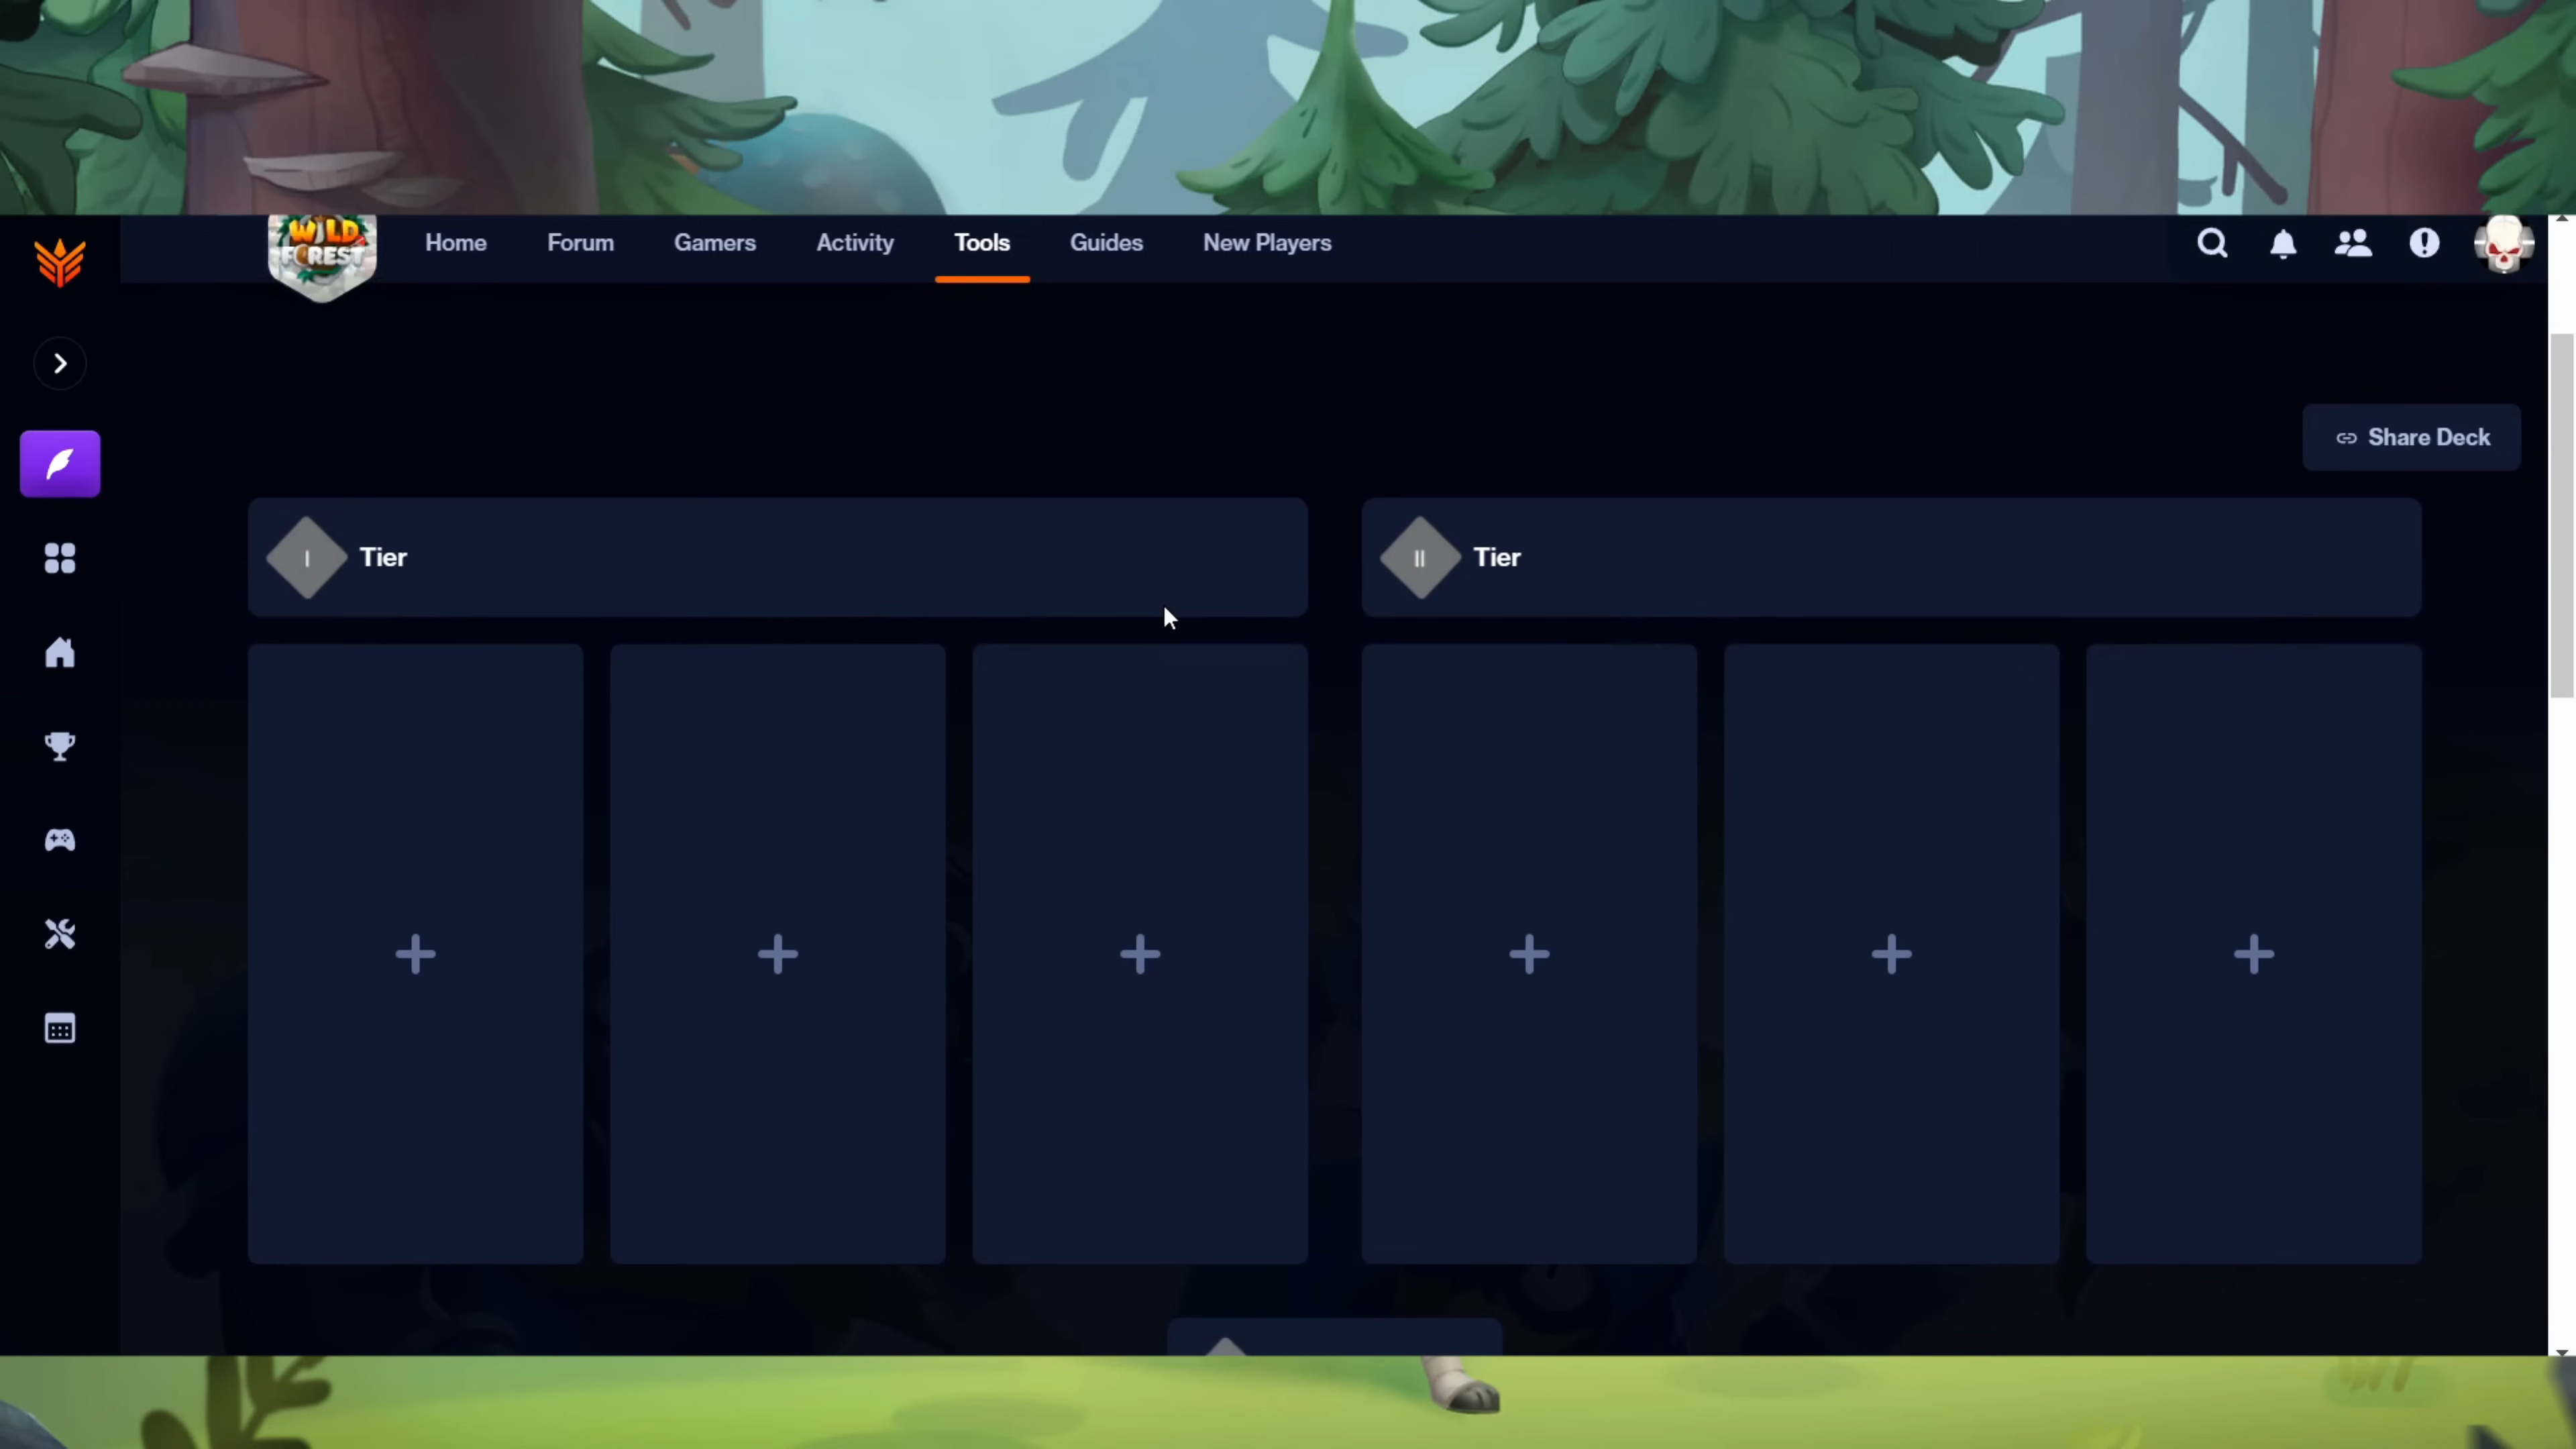 WILD
FOREST
Home
Forum
Gamers
Activity
Tools
Guides
New Players
Share Deck
I
Tier
II
Tier